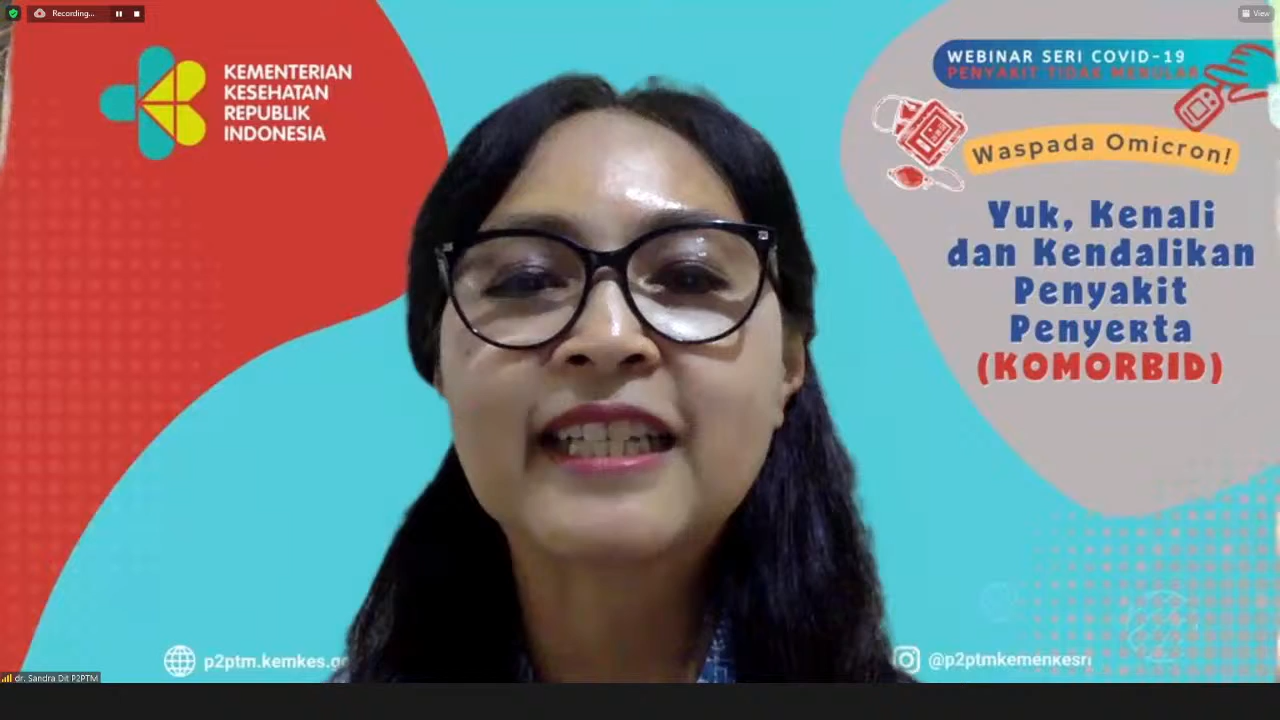 Recording...
View
KEMENTERIAN
KESEHATAN
REPUBLIK
INDONESIA
WEBINAR SERI COVID-19
PENYAKIT TIDAK MENULAR
Waspada Omicron!
Yuk, Kenali
dan Kendalikan
Penyakit
Penyerta
(KOMORBID)
p2ptm.kemkes.go
@p2ptmkemenkesri
dr. Sandra Dit P2PTM